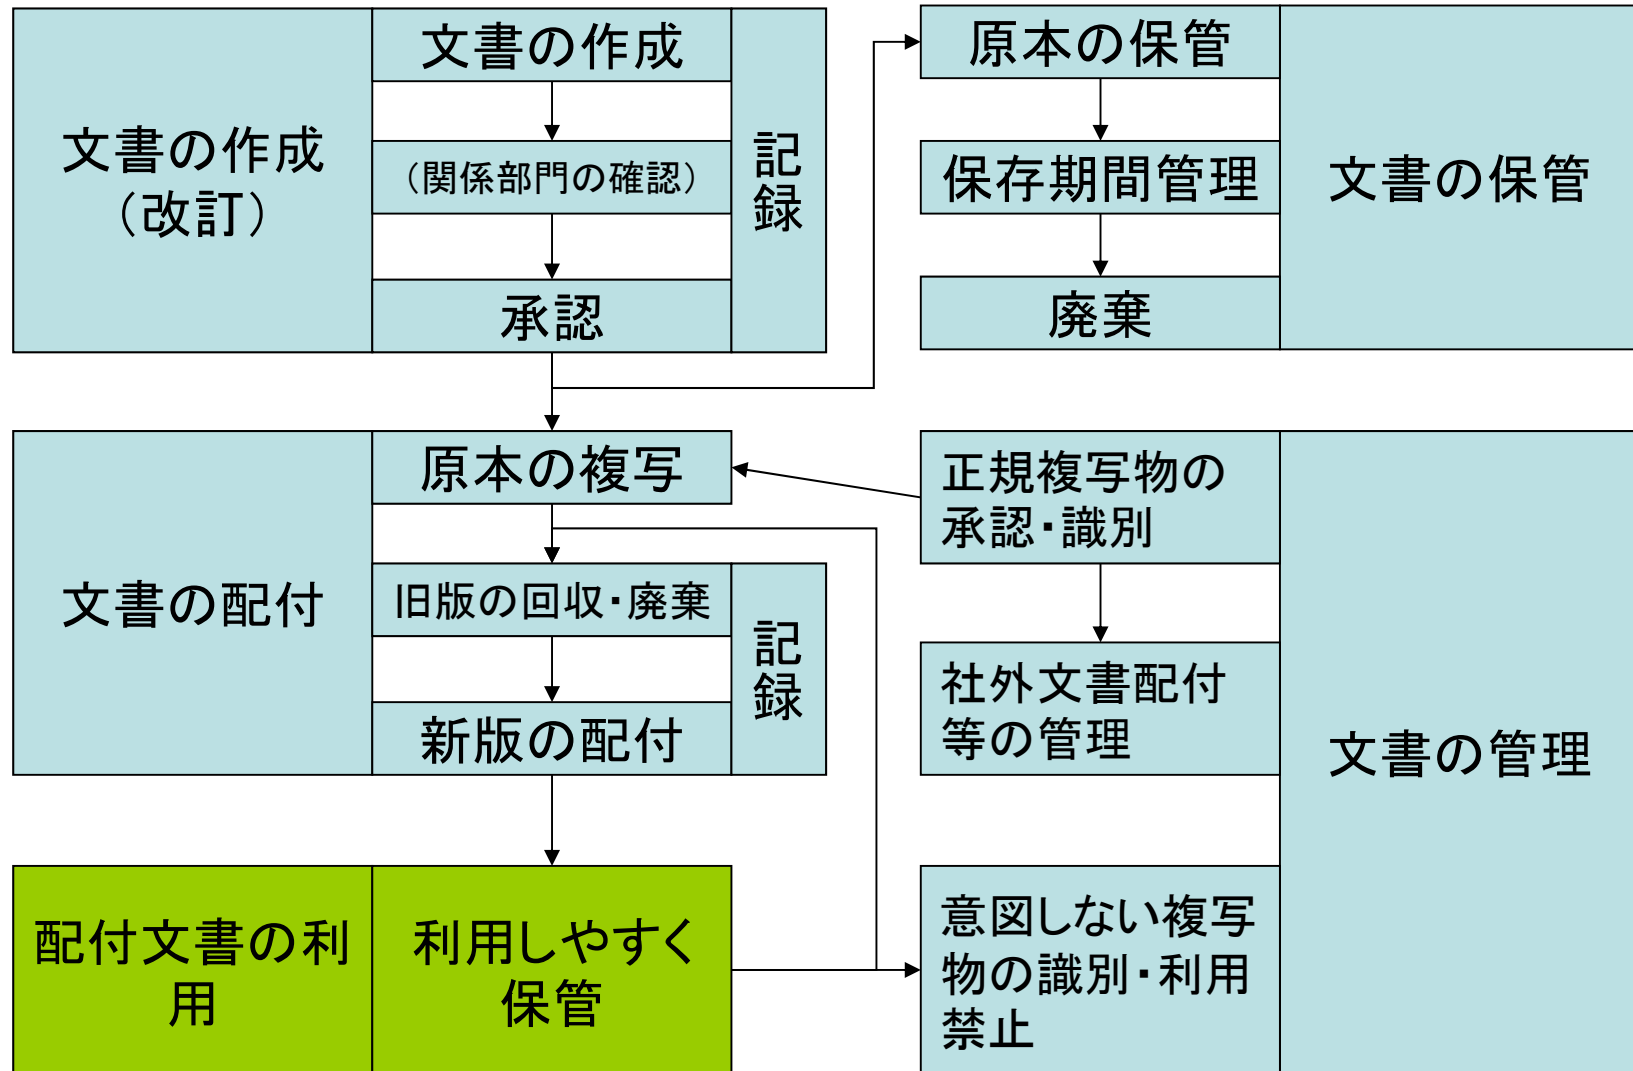 文書の作成
（改訂）
文書の作成
（関係部門の確認）
承認
記録
原本の保管
保存期間管理
廃棄
文書の保管
文書の配付
原本の複写
旧版の回収・廃棄
新版の配付
記録
正規複写物の
承認・識別
社外文書配付
等の管理
意図しない複写
物の識別・利用
禁止
文書の管理
配付文書の利
用
利用しやすく
保管